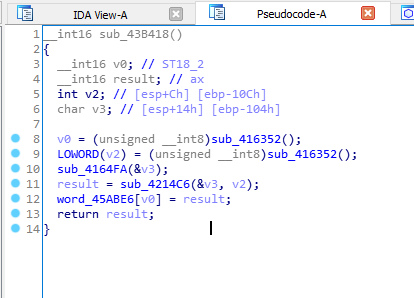 IDA View-A
Pseudocode-A
1 __int16 sub_43B418()
2 {
3 __int16 v0; // ST18_2
4 __int16 result; // ax
5 int v2; // [esp+Ch] [ebp-10Ch]
6 char v3; // [esp+14h] [ebp-104h]
7
8 v0 = (unsigned __int8)sub_416352();
9 LOWORD(v2) = (unsigned __int8)sub_416352();
10 sub_4164FA(&v3);
11 result = sub_4214C6(&v3, v2);
12 word_45ABE6[v0] = result;
13 return result;
14 }